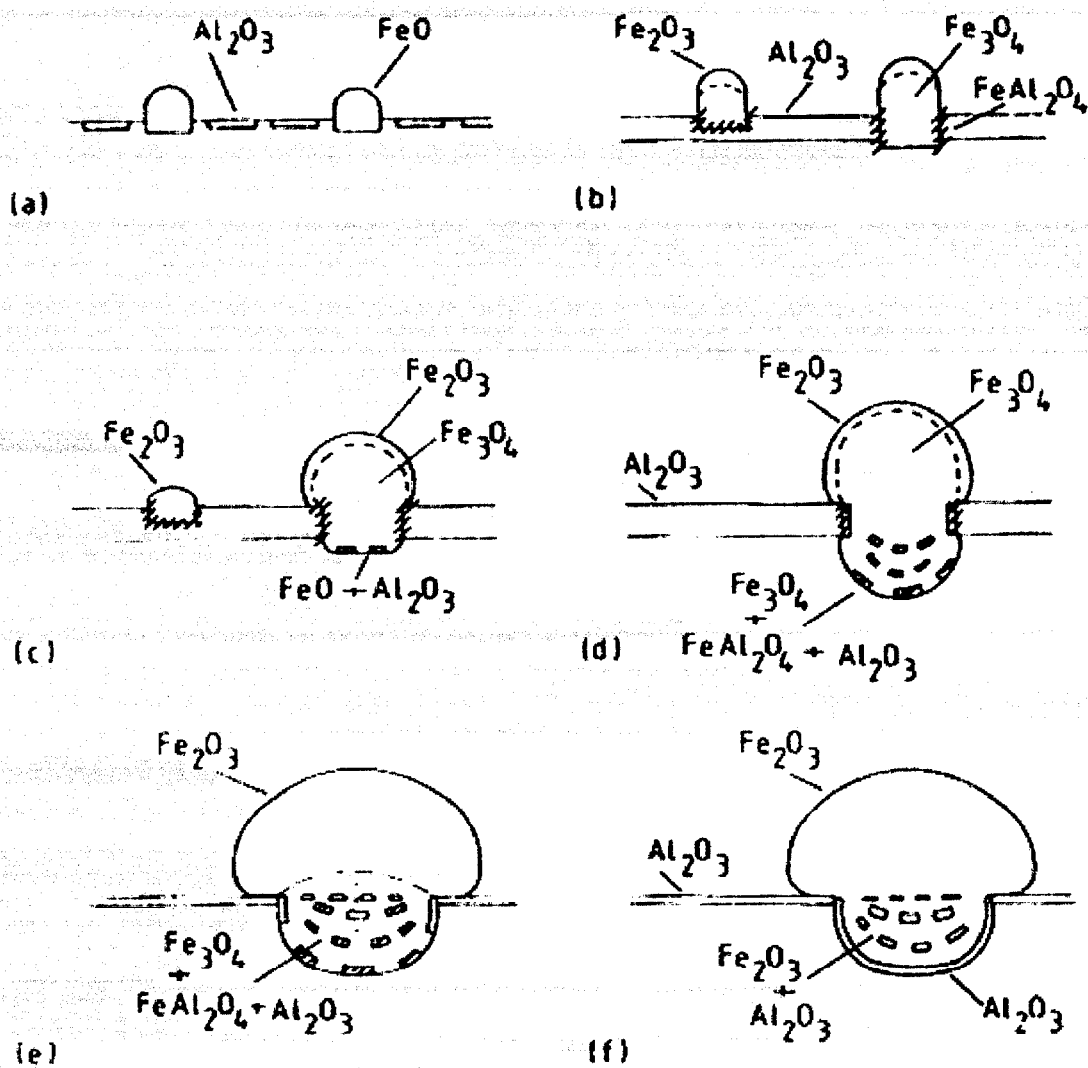 Al₂O₃ FeO
(a)
Fe₂O₃ Al₂O₃ Fe₃O₄
FeAl₂O₄
(b)
Fe₂O₃ Fe₂O₃
Fe₃O₄
FeO + Al₂O₃
(c)
Fe₂O₃ Fe₃O₄
Al₂O₃
Fe₃O₄
+
FeAl₂O₄ + Al₂O₃
(d)
Fe₂O₃
Fe₃O₄
+
FeAl₂O₄ + Al₂O₃
(e)
Fe₂O₃
Al₂O₃
Fe₂O₃
+
Al₂O₃ Al₂O₃
(f)